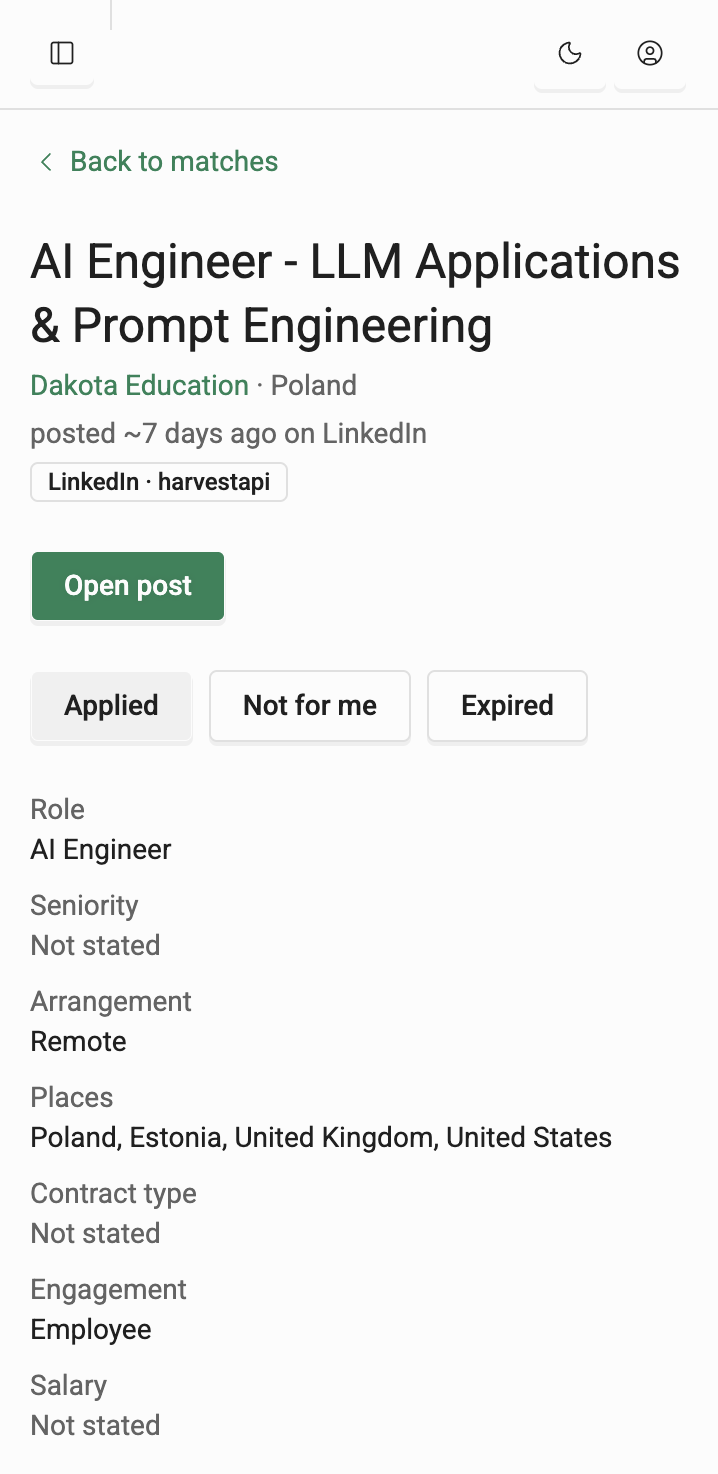 Back to matches
AI Engineer - LLM Applications
& Prompt Engineering
Dakota Education · Poland
posted ~7 days ago on LinkedIn
LinkedIn · harvestapi
Open post
Applied
Not for me
Expired
Role
AI Engineer
Seniority
Not stated
Arrangement
Remote
Places
Poland, Estonia, United Kingdom, United States
Contract type
Not stated
Engagement
Employee
Salary
Not stated